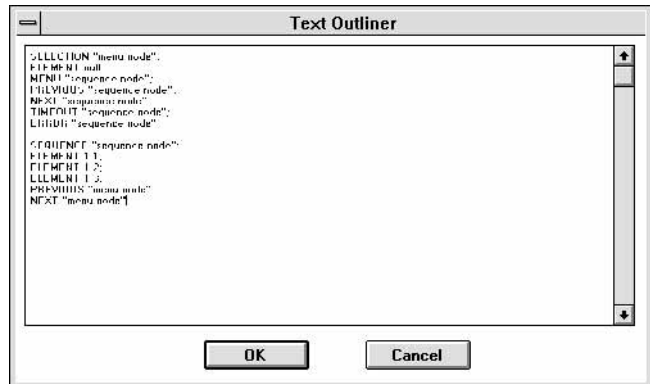 Text Outliner
SELECTION "menu node";
ELEMENT null
MENU "sequence node";
PREVIOUS "sequence node";
NEXT "sequence node"
TIMEOUT "sequence node";
ERROR "sequence node"
SEQUENCE "sequence node";
ELEMENT 1 1;
ELEMENT 1 2;
ELEMENT 1 3;
PREVIOUS "menu node"
NEXT "menu node"
OK
Cancel